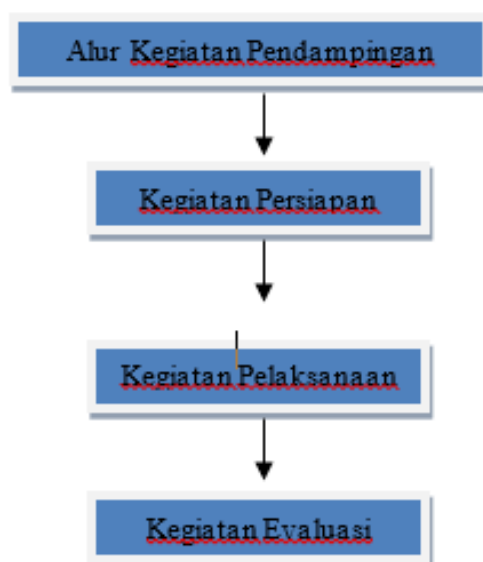 Alur Kegiatan Pendampingan
Kegiatan Persiapan
Kegiatan Pelaksanaan
Kegiatan Evaluasi